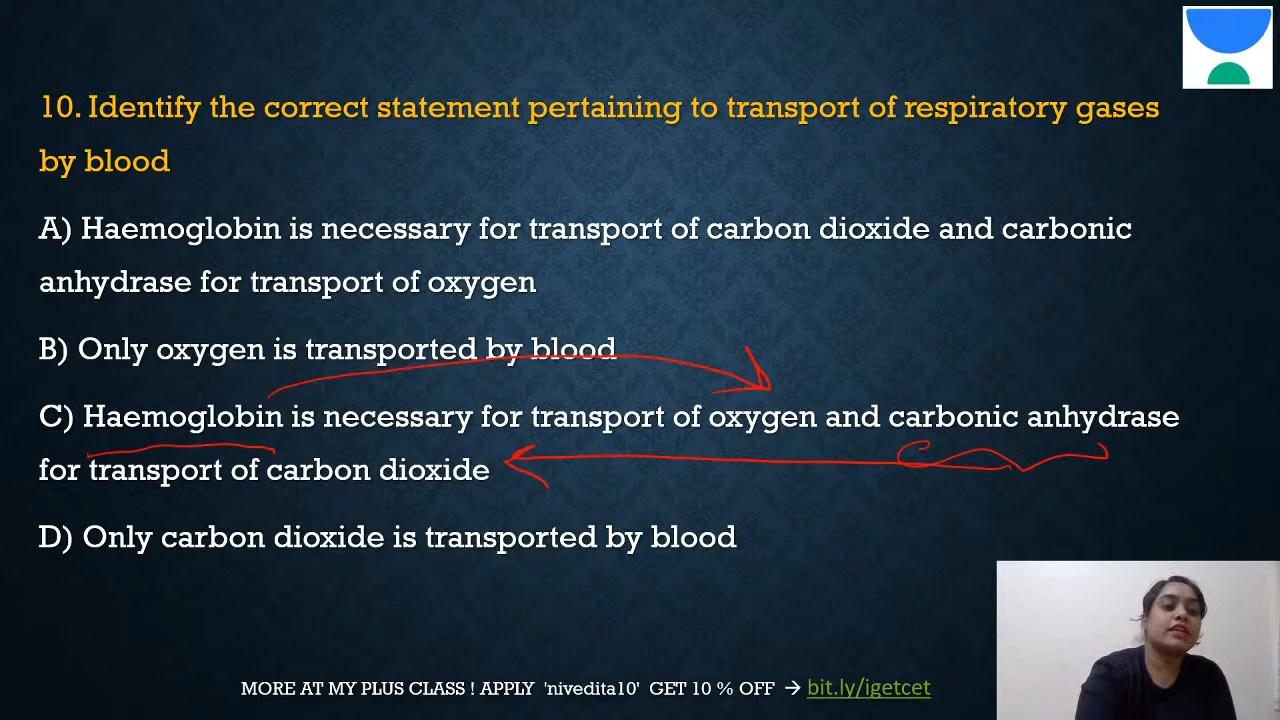 10. Identify the correct statement pertaining to transport of respiratory gases
by blood
A) Haemoglobin is necessary for transport of carbon dioxide and carbonic
anhydrase for transport of oxygen
B) Only oxygen is transported by blood
C) Haemoglobin is necessary for transport of oxygen and carbonic anhydrase
for transport of carbon dioxide
D) Only carbon dioxide is transported by blood
MORE AT MY PLUS CLASS ! APPLY 'nivedita10' GET 10 % OFF → bit.ly/igetcet